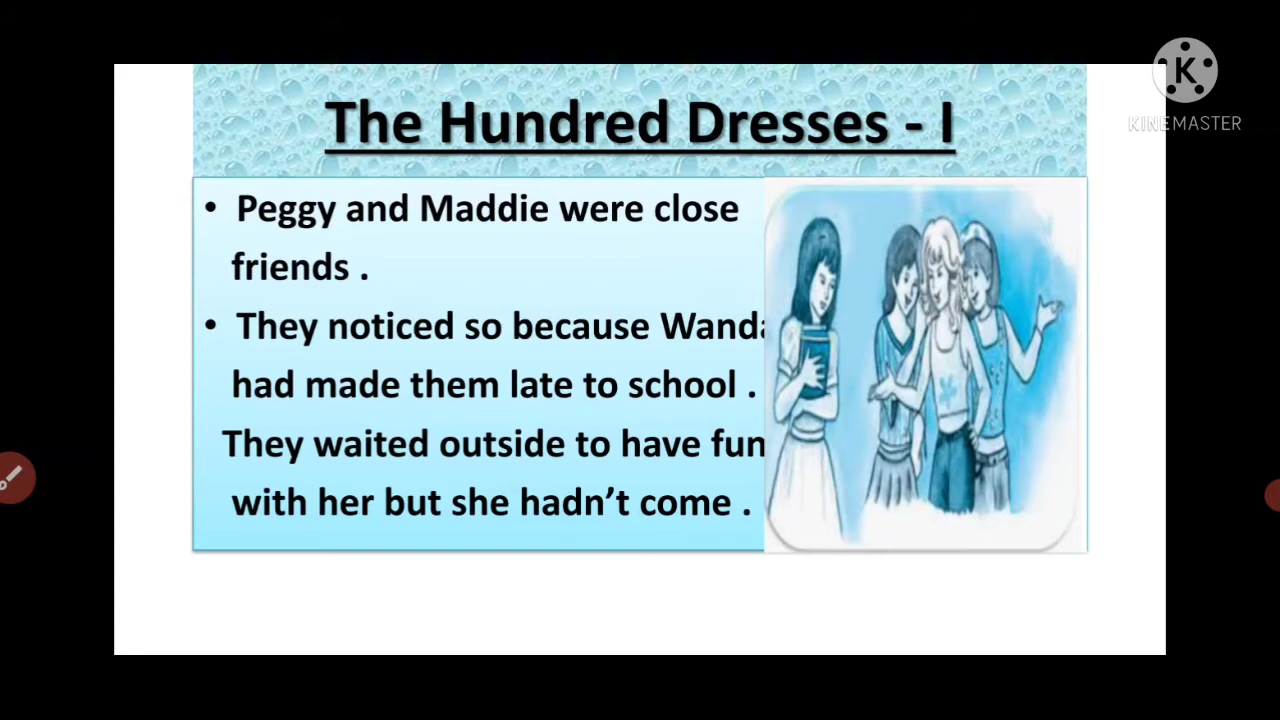 The Hundred Dresses - I
• Peggy and Maddie were close
friends .
• They noticed so because Wanda
had made them late to school .
They waited outside to have fun
with her but she hadn't come .
K
KINEMASTER